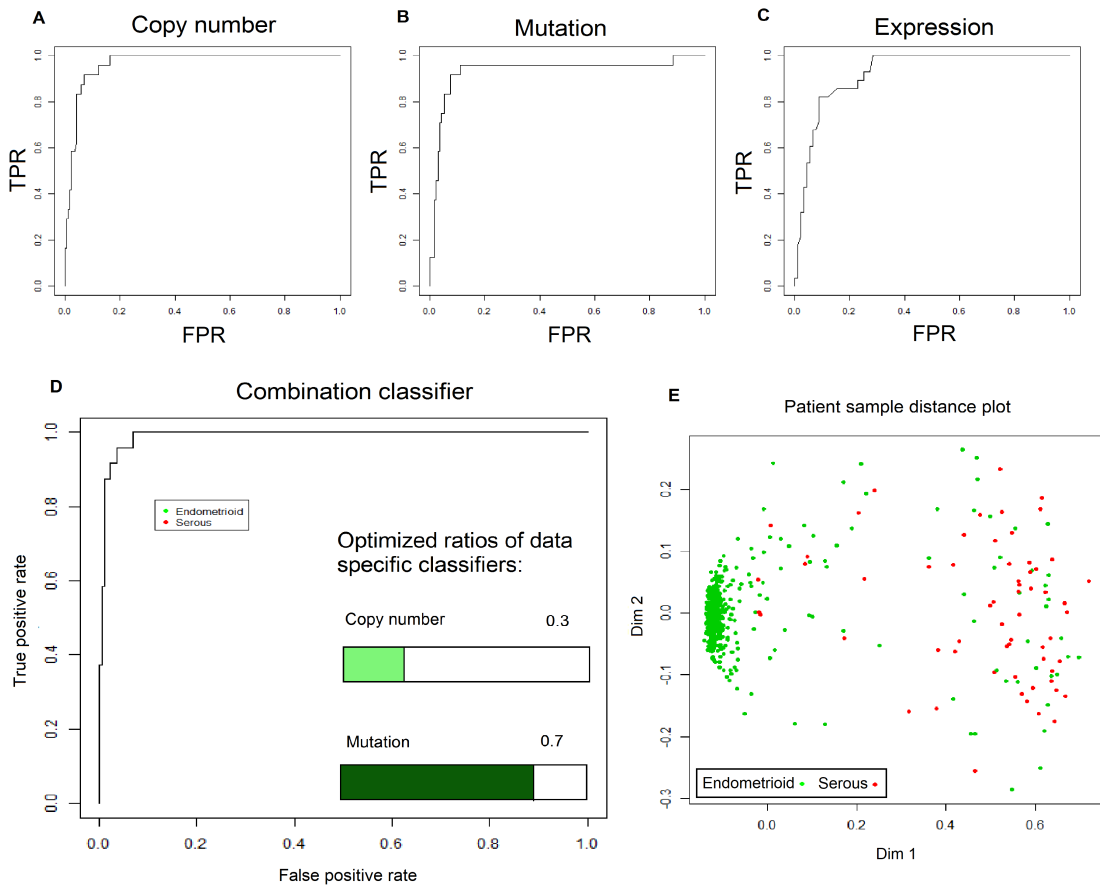 A
Copy number
TPR
1.0
0.8
0.6
0.4
0.2
0.0
0.0 0.2 0.4 0.6 0.8 1.0
FPR
B
Mutation
TPR
1.0
0.8
0.6
0.4
0.2
0.0
0.0 0.2 0.4 0.6 0.8 1.0
FPR
C
Expression
TPR
1.0
0.8
0.6
0.4
0.2
0.0
0.0 0.2 0.4 0.6 0.8 1.0
FPR
D
Combination classifier
True positive rate
1.0
0.8
0.6
0.4
0.2
0.0
Endometrioid
Serous
Optimized ratios of data
specific classifiers:
Copy number 0.3
Mutation 0.7
0.0 0.2 0.4 0.6 0.8 1.0
False positive rate
E
Patient sample distance plot
Dim 2
0.2
0.1
0.0
-0.1
-0.2
-0.3
Endometrioid Serous
0.0 0.2 0.4 0.6
Dim 1